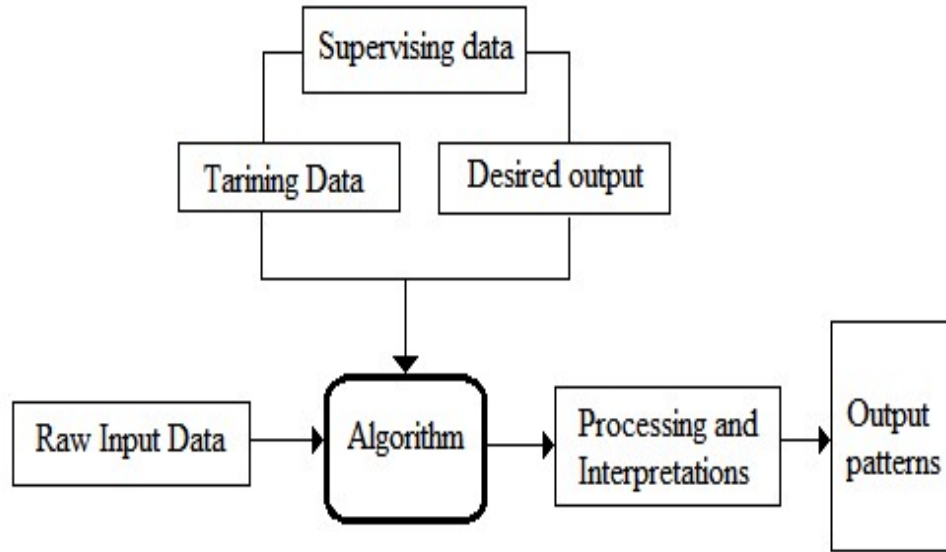 Supervising data
Tarining Data
Desired output
Raw Input Data
Algorithm
Processing and
Interpretations
Output
patterns